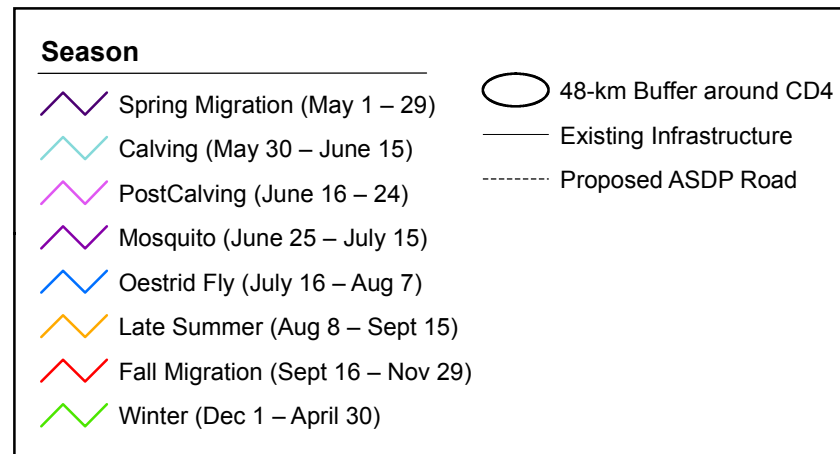 Season
Spring Migration (May 1 – 29)
Calving (May 30 – June 15)
PostCalving (June 16 – 24)
Mosquito (June 25 – July 15)
Oestrid Fly (July 16 – Aug 7)
Late Summer (Aug 8 – Sept 15)
Fall Migration (Sept 16 – Nov 29)
Winter (Dec 1 – April 30)
48-km Buffer around CD4
Existing Infrastructure
Proposed ASDP Road